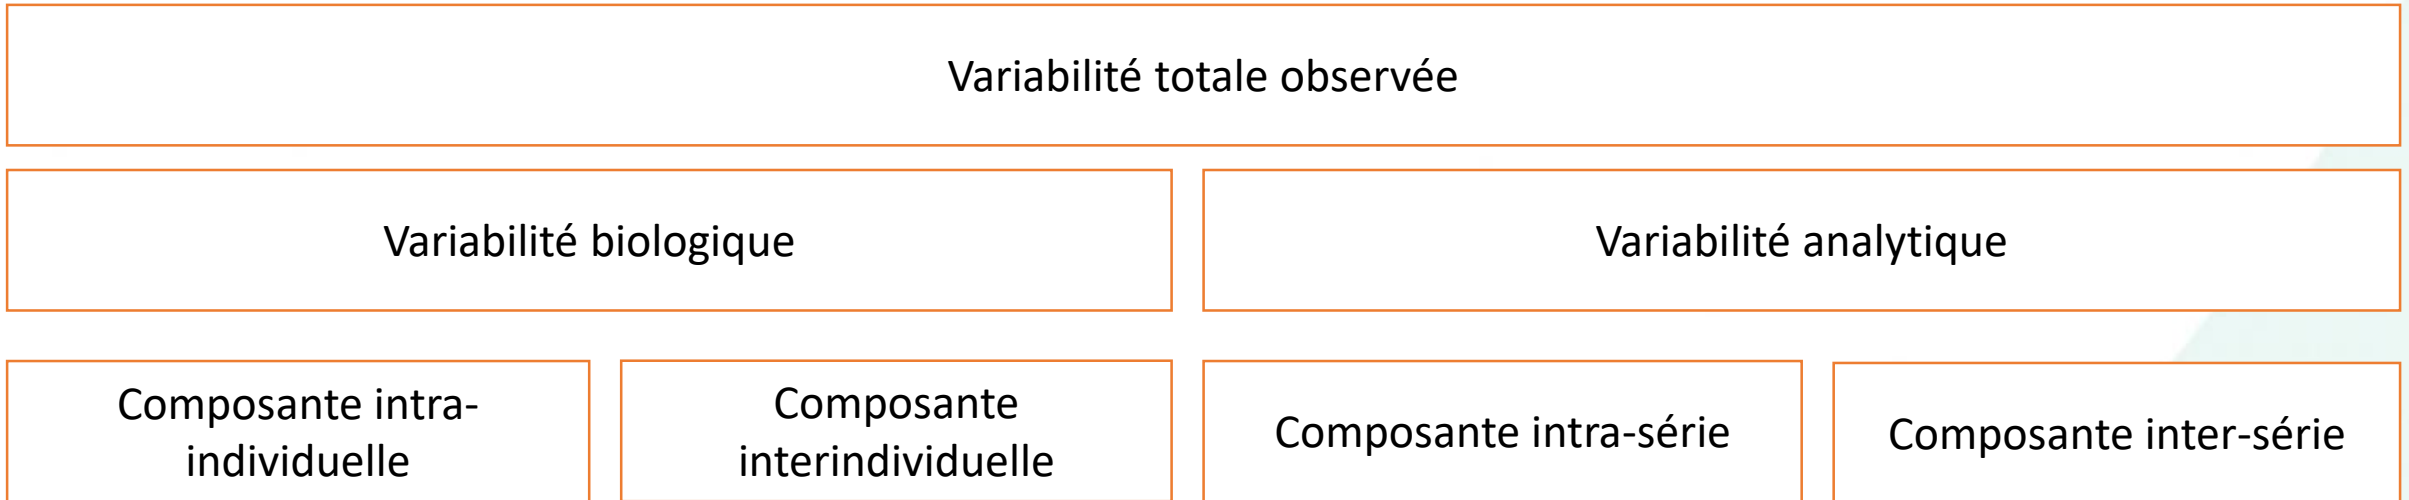 Variabilité totale observée
Variabilité biologique
Variabilité analytique
Composante intra-
individuelle
Composante
interindividuelle
Composante intra-série
Composante inter-série